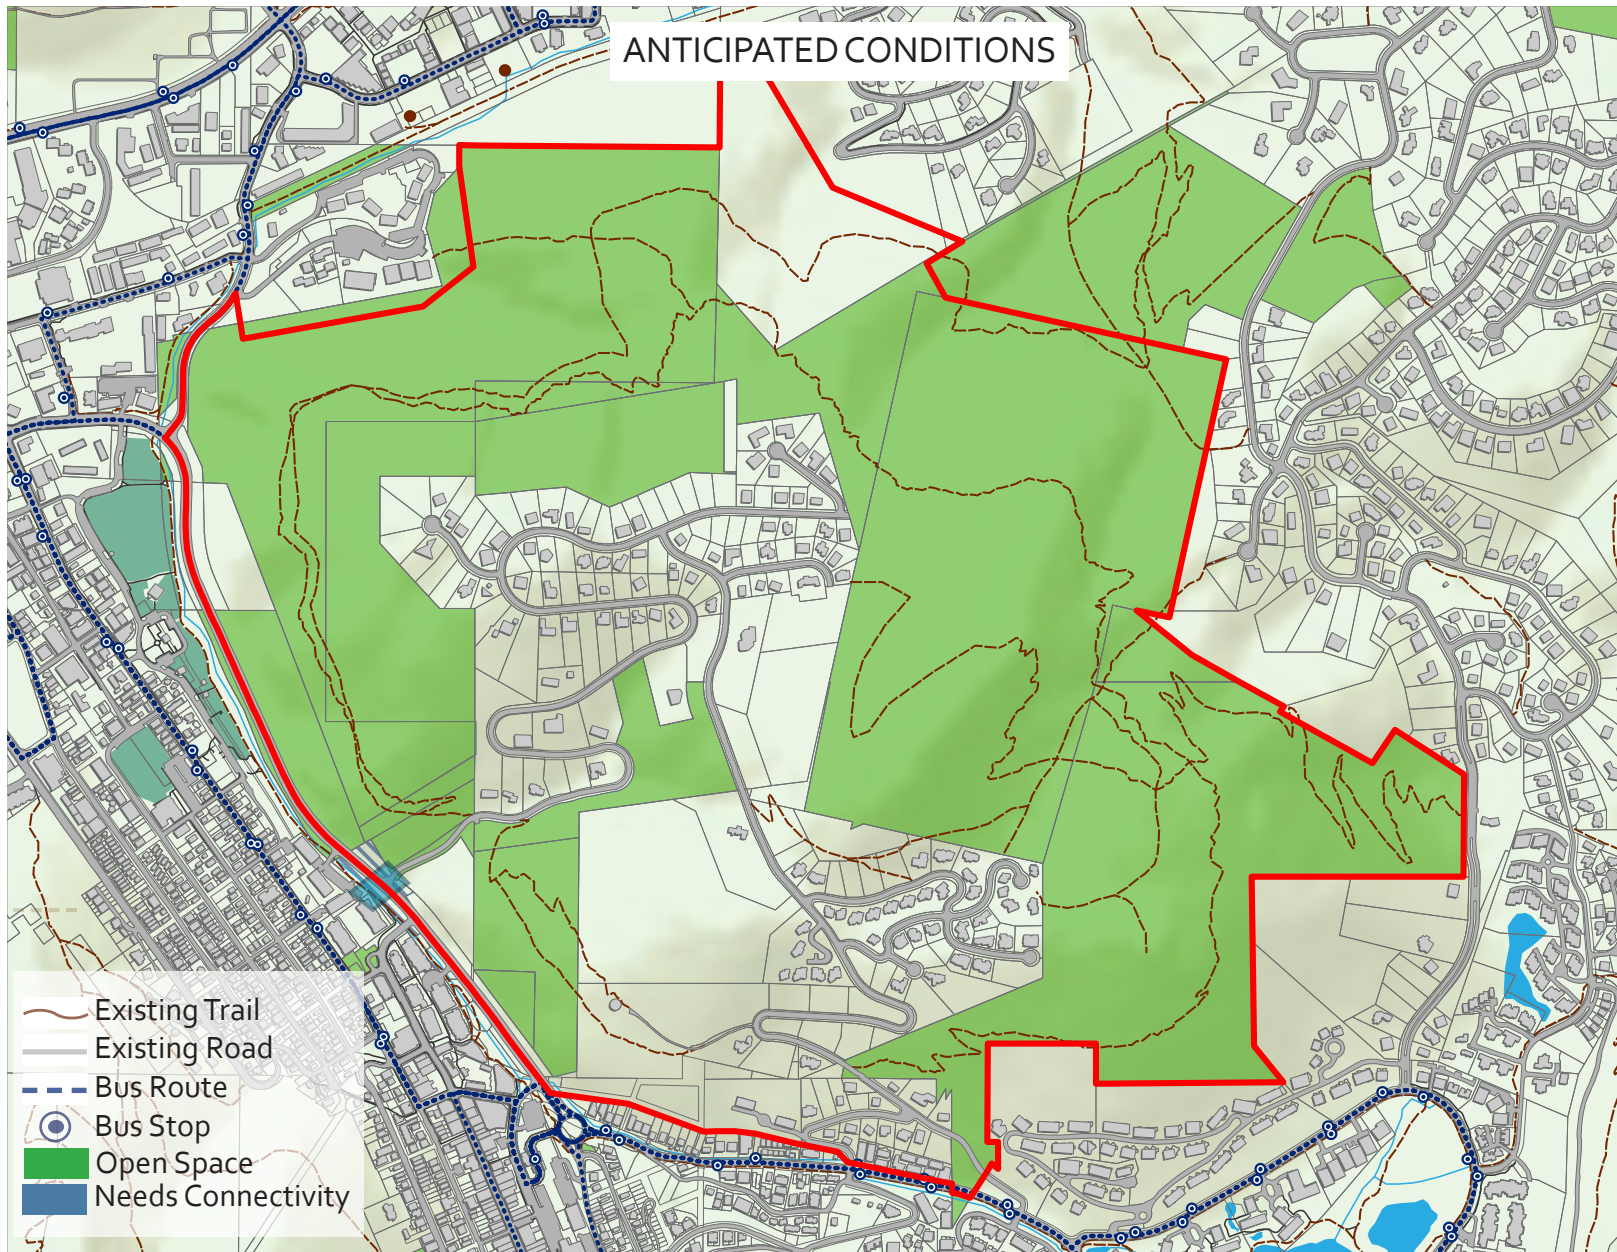 ANTICIPATED CONDITIONS
Existing Trail
Existing Road
Bus Route
Bus Stop
Open Space
Needs Connectivity